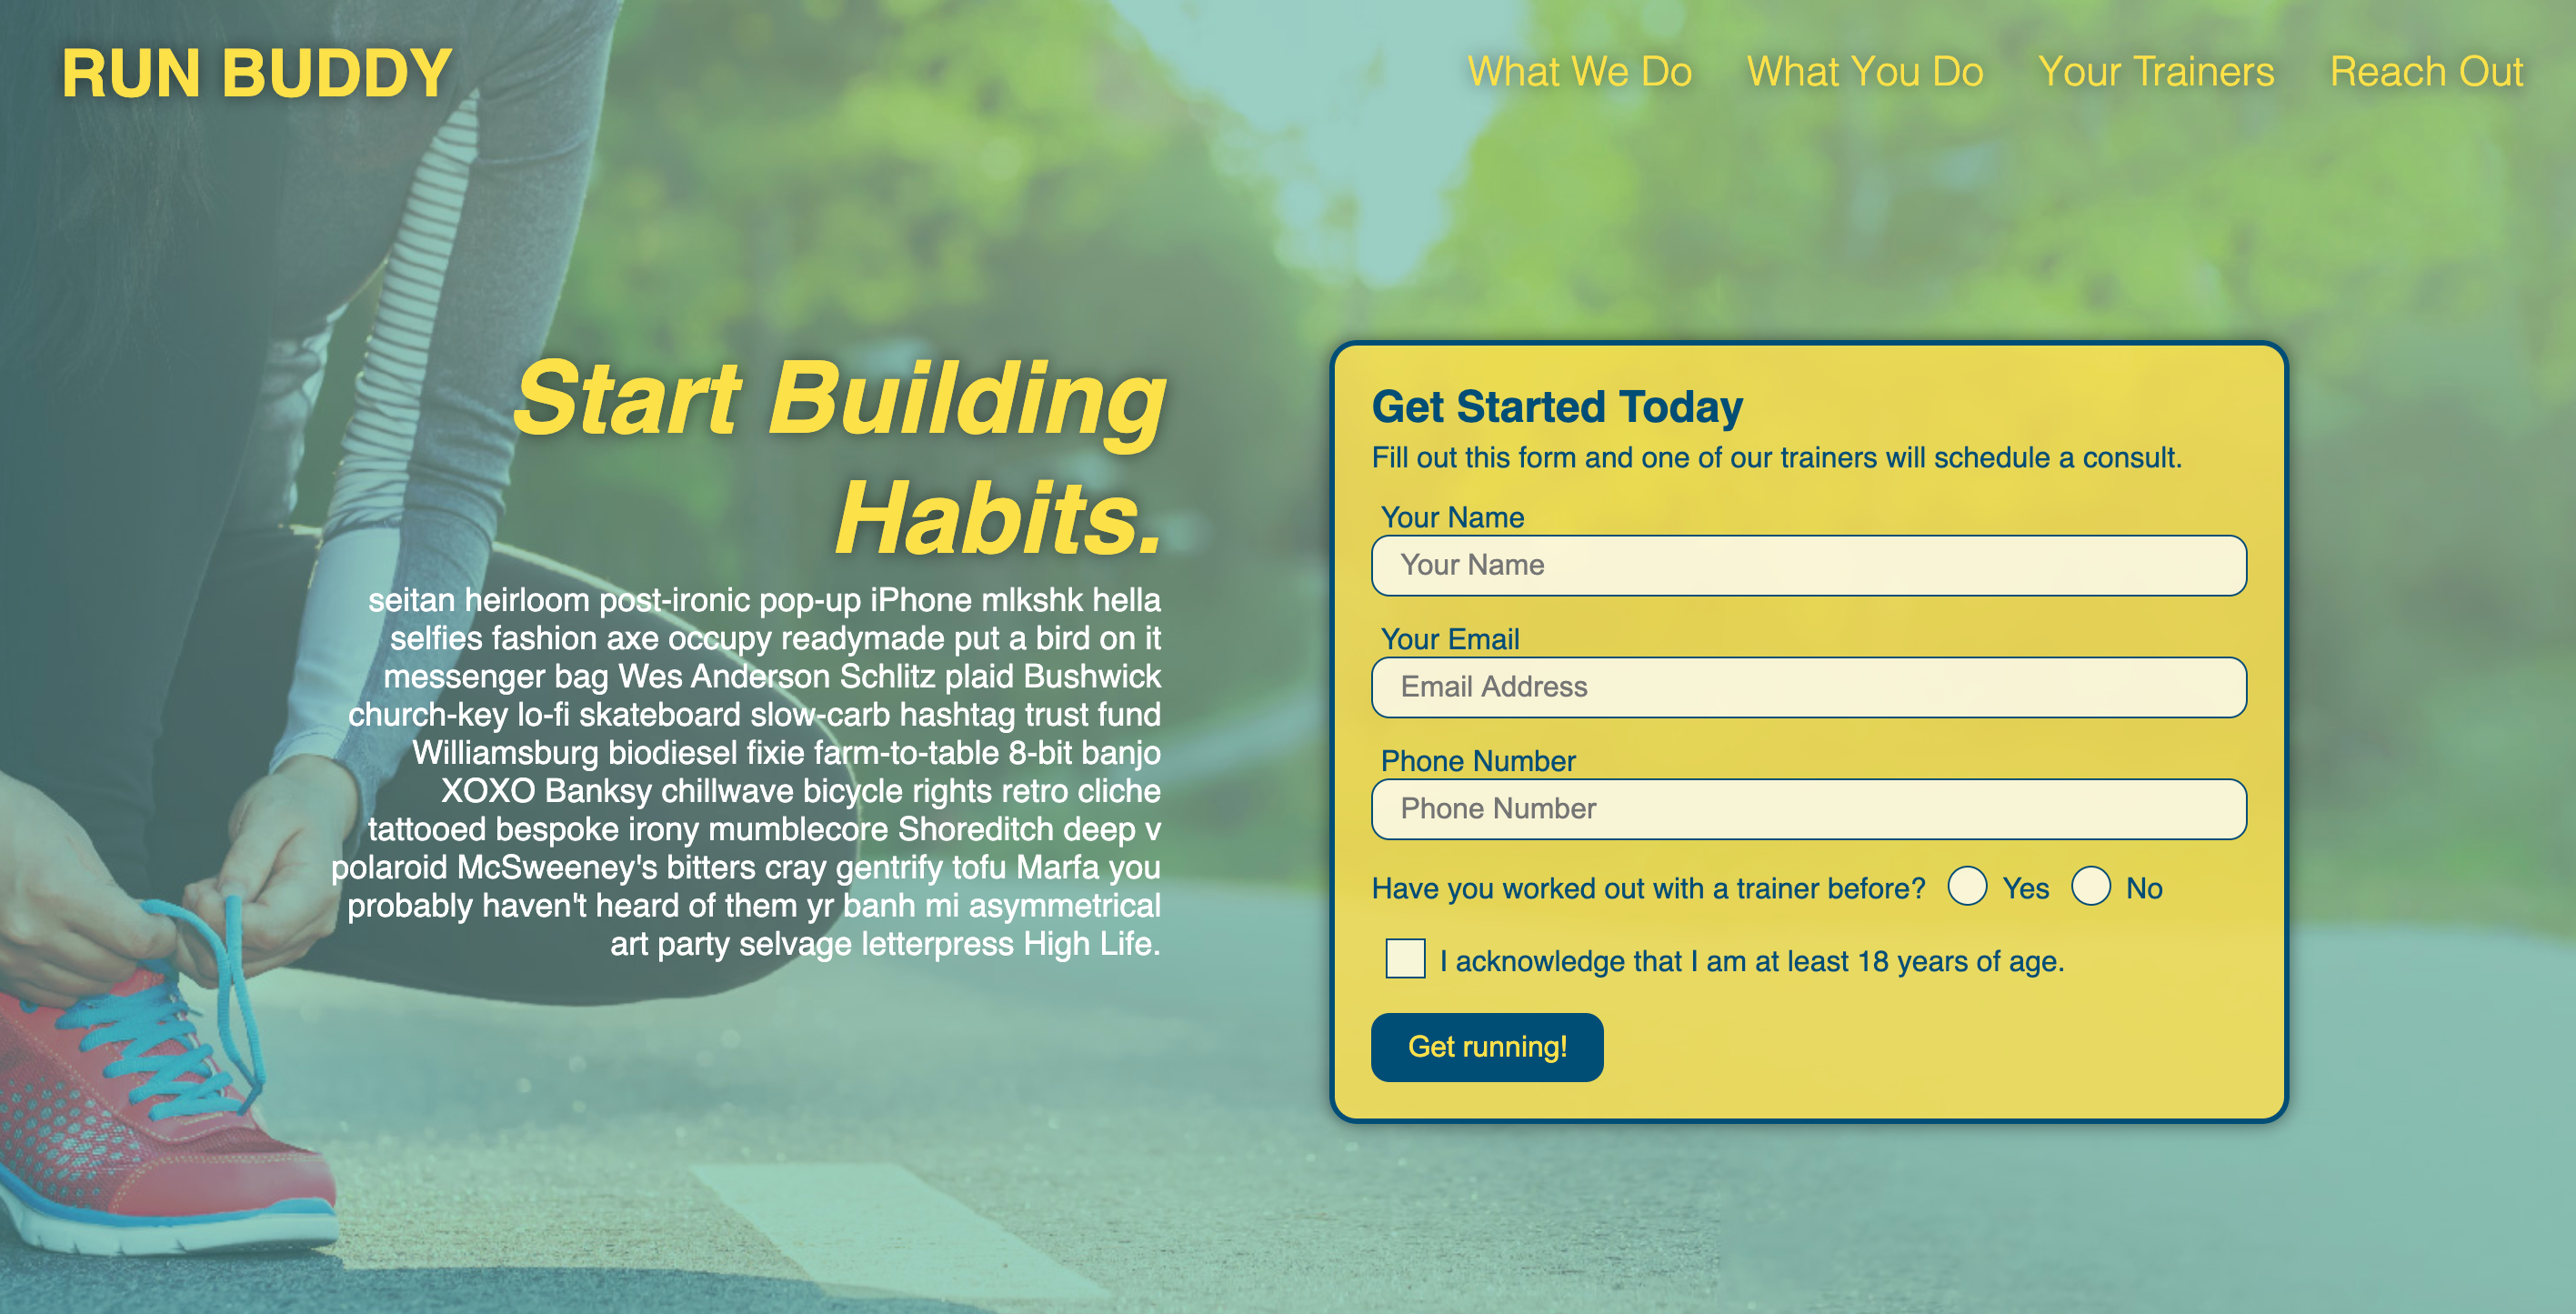 RUN BUDDY
What We Do
What You Do
Your Trainers
Reach Out
Start Building
Habits.
seitan heirloom post-ironic pop-up iPhone mlkshk hella
selfies fashion axe occupy readymade put a bird on it
messenger bag Wes Anderson Schlitz plaid Bushwick
church-key lo-fi skateboard slow-carb hashtag trust fund
Williamsburg biodiesel fixie farm-to-table 8-bit banjo
XOXO Banksy chillwave bicycle rights retro cliche
tattooed bespoke irony mumblecore Shoreditch deep v
polaroid McSweeney's bitters cray gentrify tofu Marfa you
probably haven't heard of them yr banh mi asymmetrical
art party selvage letterpress High Life.
Get Started Today
Fill out this form and one of our trainers will schedule a consult.
Your Name
Your Name
Your Email
Email Address
Phone Number
Phone Number
Have you worked out with a trainer before? Yes No
I acknowledge that I am at least 18 years of age.
Get running!